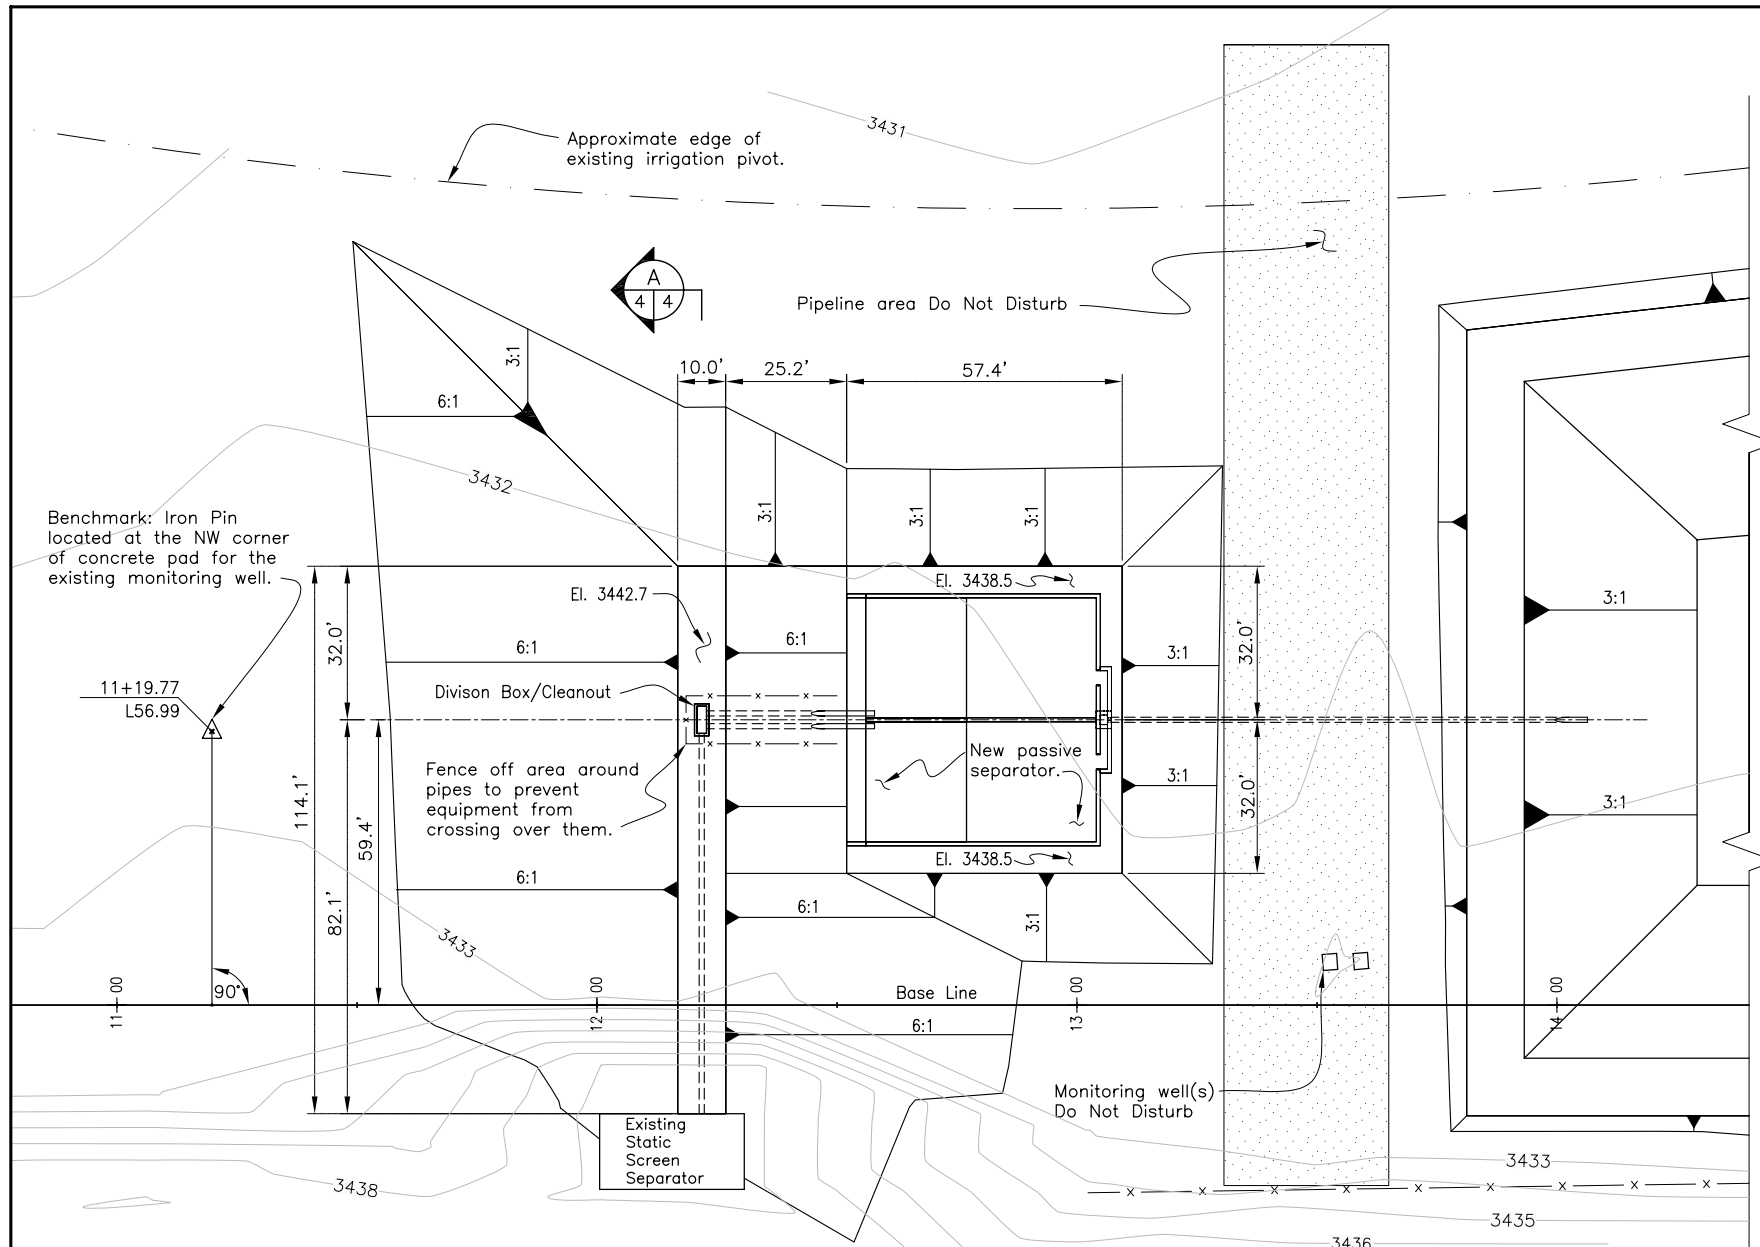 3431
Approximate edge of
existing irrigation pivot.
A
4 4
Pipeline area Do Not Disturb
10.0'
25.2'
57.4'
3:1
6:1
3432
3:1
3:1
3:1
Benchmark: Iron Pin
located at the NW corner
of concrete pad for the
existing monitoring well.
El. 3438.5
El. 3442.7
3:1
32.0'
32.0'
6:1
6:1
3:1
11+19.77
L56.99
Divison Box/Cleanout
New passive
separator.
Fence off area around
pipes to prevent
equipment from
crossing over them.
3:1
3:1
114.1'
59.4'
32.0'
82.1'
El. 3438.5
6:1
6:1
3:1
3433
90°
Base Line
11 00
12 00
13 00
14 00
6:1
Monitoring well(s)
Do Not Disturb
Existing
Static
Screen
Separator
3438
3433
3435
3436